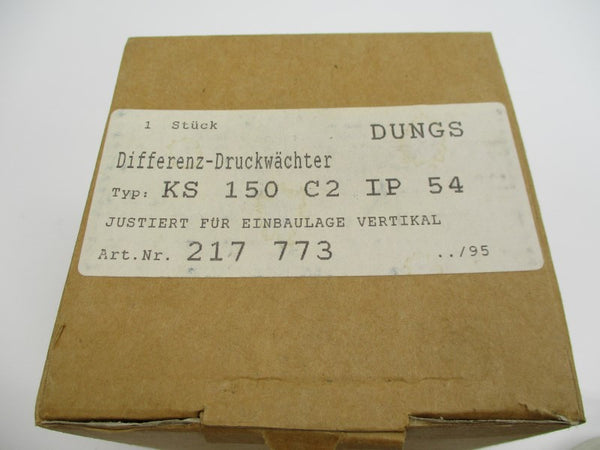 1 Stück DUNGS
Differenz-Druckwächter
Typ: KS 150 C2 IP 54
JUSTIERT FÜR EINBAULAGE VERTIKAL
Art.Nr. 217 773 ../95